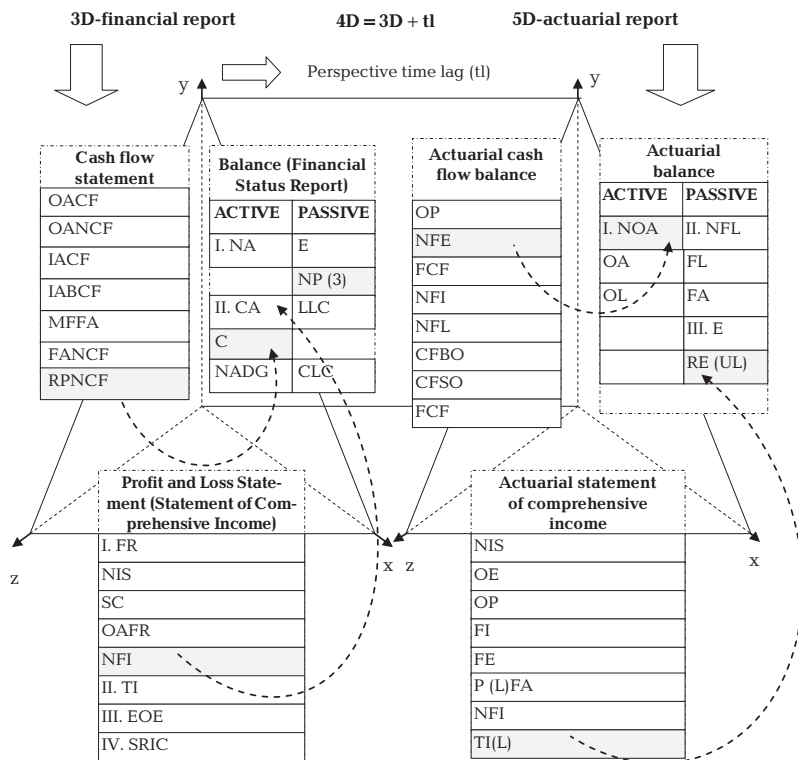 3D-financial report
4D = 3D + tl
5D-actuarial report
y
Perspective time lag (tl)
y
Cash flow
statement
OACF
OANCF
IACF
IABCF
MFFA
FANCF
RPNCF
Balance (Financial
Status Report)
ACTIVE PASSIVE
I. NA E
NP (3)
II. CA LLC
C
NADG CLC
Actuarial cash
flow balance
OP
NFE
FCF
NFI
NFL
CFBO
CFSO
FCF
Actuarial
balance
ACTIVE PASSIVE
I. NOA II. NFL
OA FL
OL FA
III. E
RE (UL)
z
Profit and Loss State-
ment (Statement of Com-
prehensive Income)
I. FR
NIS
SC
OAFR
NFI
II. TI
III. EOE
IV. SRIC
x
z
Actuarial statement
of comprehensive
income
NIS
OE
OP
FI
FE
P (L)FA
NFI
TI(L)
x